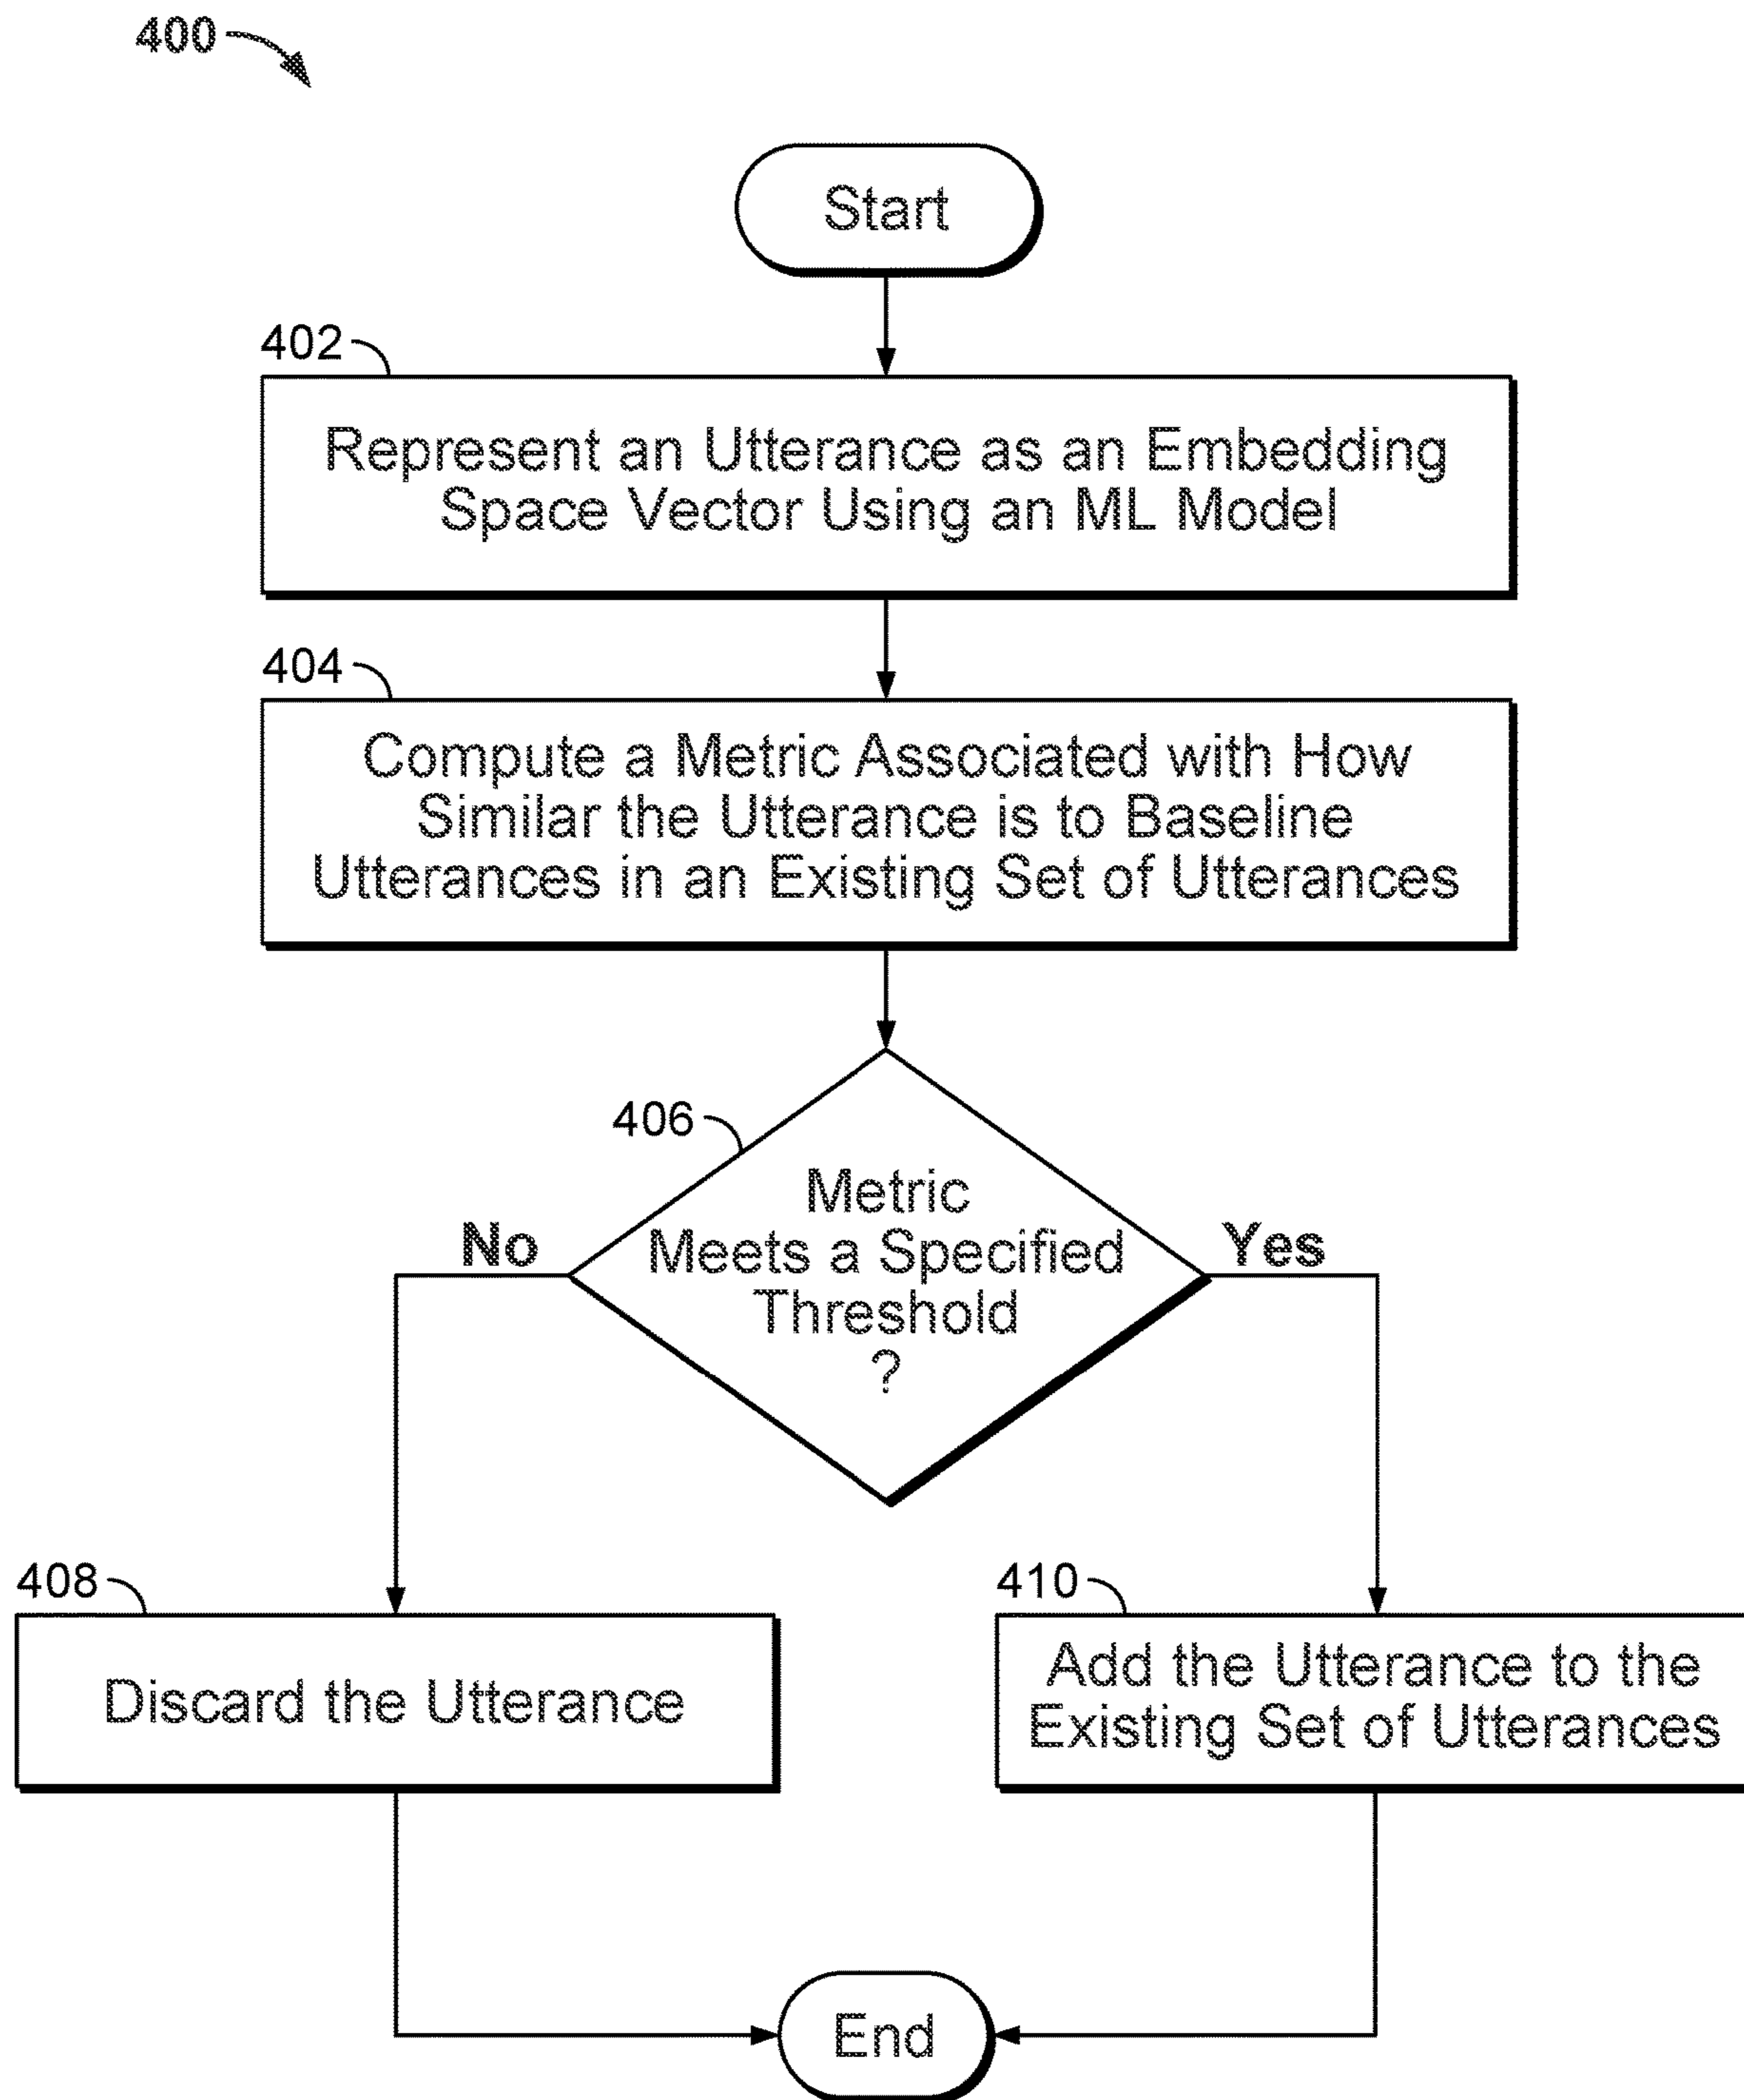 400
Start
402
Represent an Utterance as an Embedding
Space Vector Using an ML Model
404
Compute a Metric Associated with How
Similar the Utterance is to Baseline
Utterances in an Existing Set of Utterances
406
Metric
Meets a Specified
Threshold
?
No
Yes
408
Discard the Utterance
410
Add the Utterance to the
Existing Set of Utterances
End